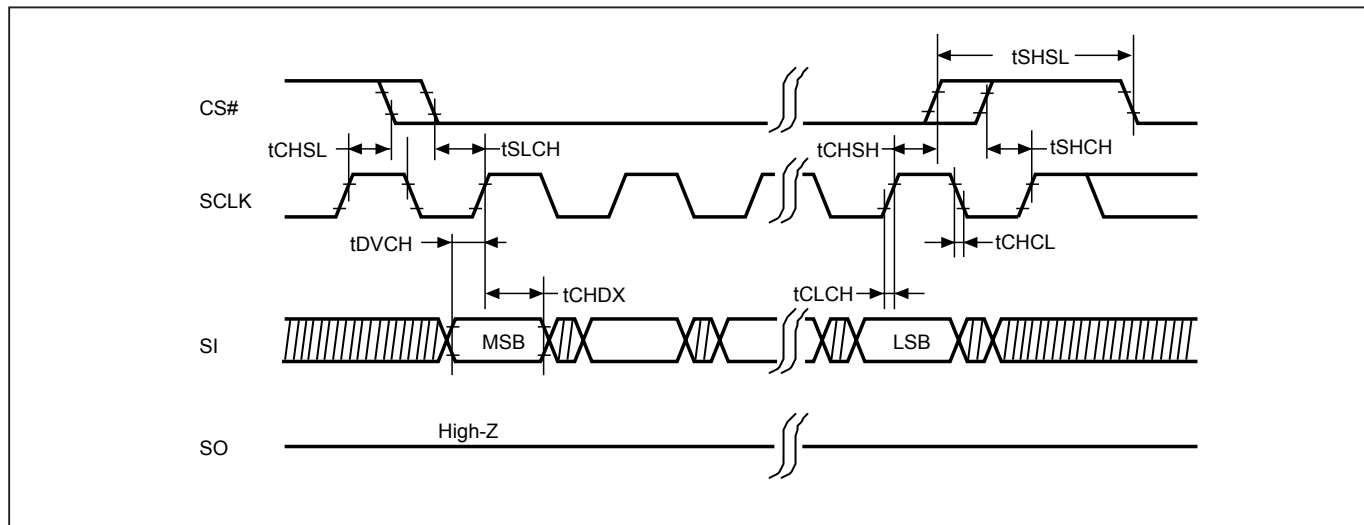 tSHSL
CS#
tCHSL
tSLCH
tCHSH
tSHCH
SCLK
tDVCH
tCHCL
tCHDX
tCLCH
SI
MSB
LSB
High-Z
SO